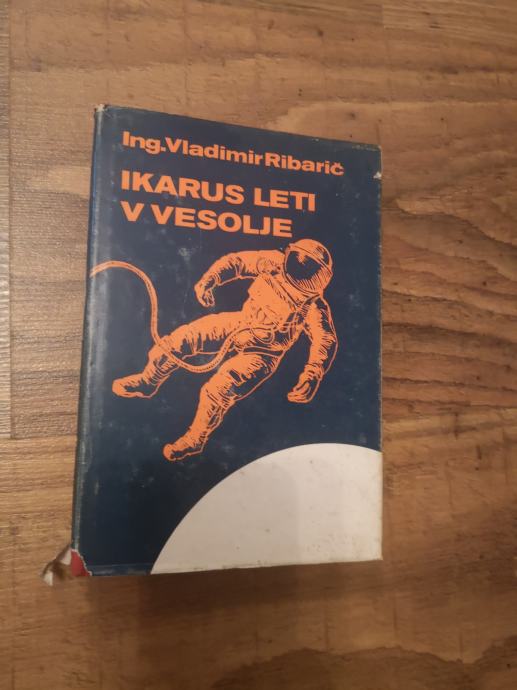 Ing.Vladimir Ribarič
IKARUS LETI
V VESOLJE